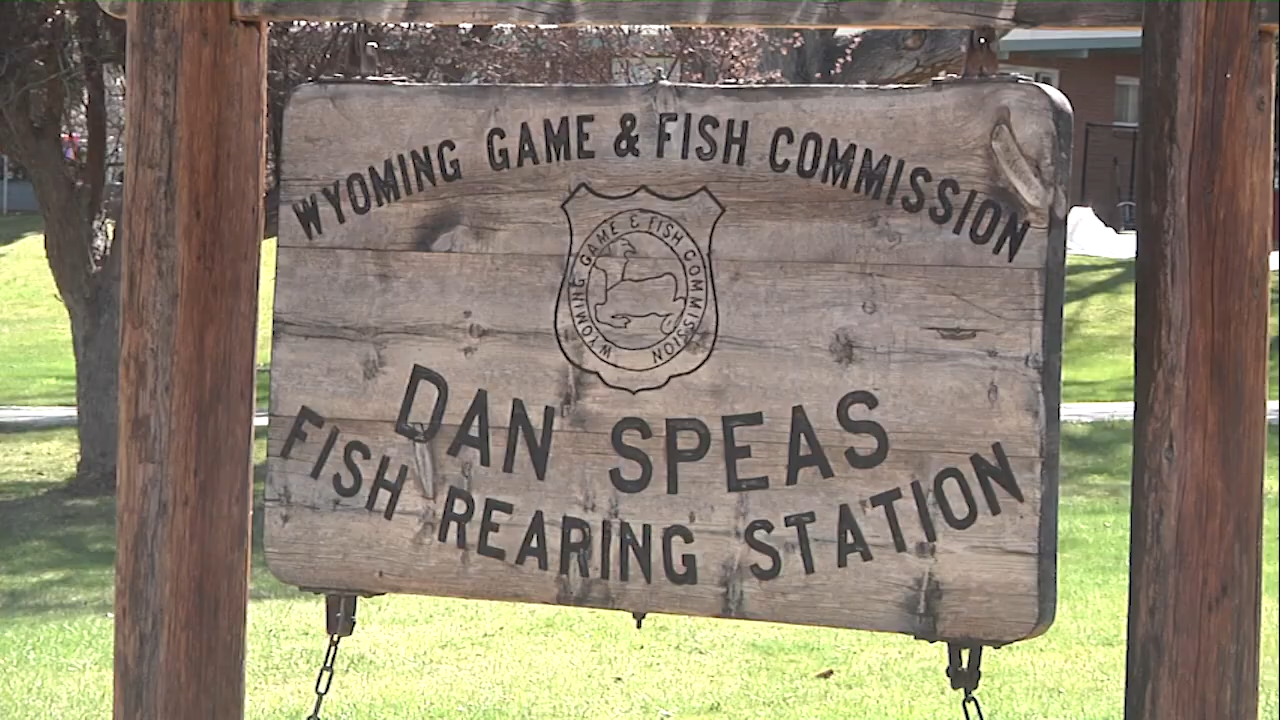 WYOMING GAME & FISH COMMISSION
WYOMING GAME & FISH COMMISSION
DAN SPEAS
FISH REARING STATION